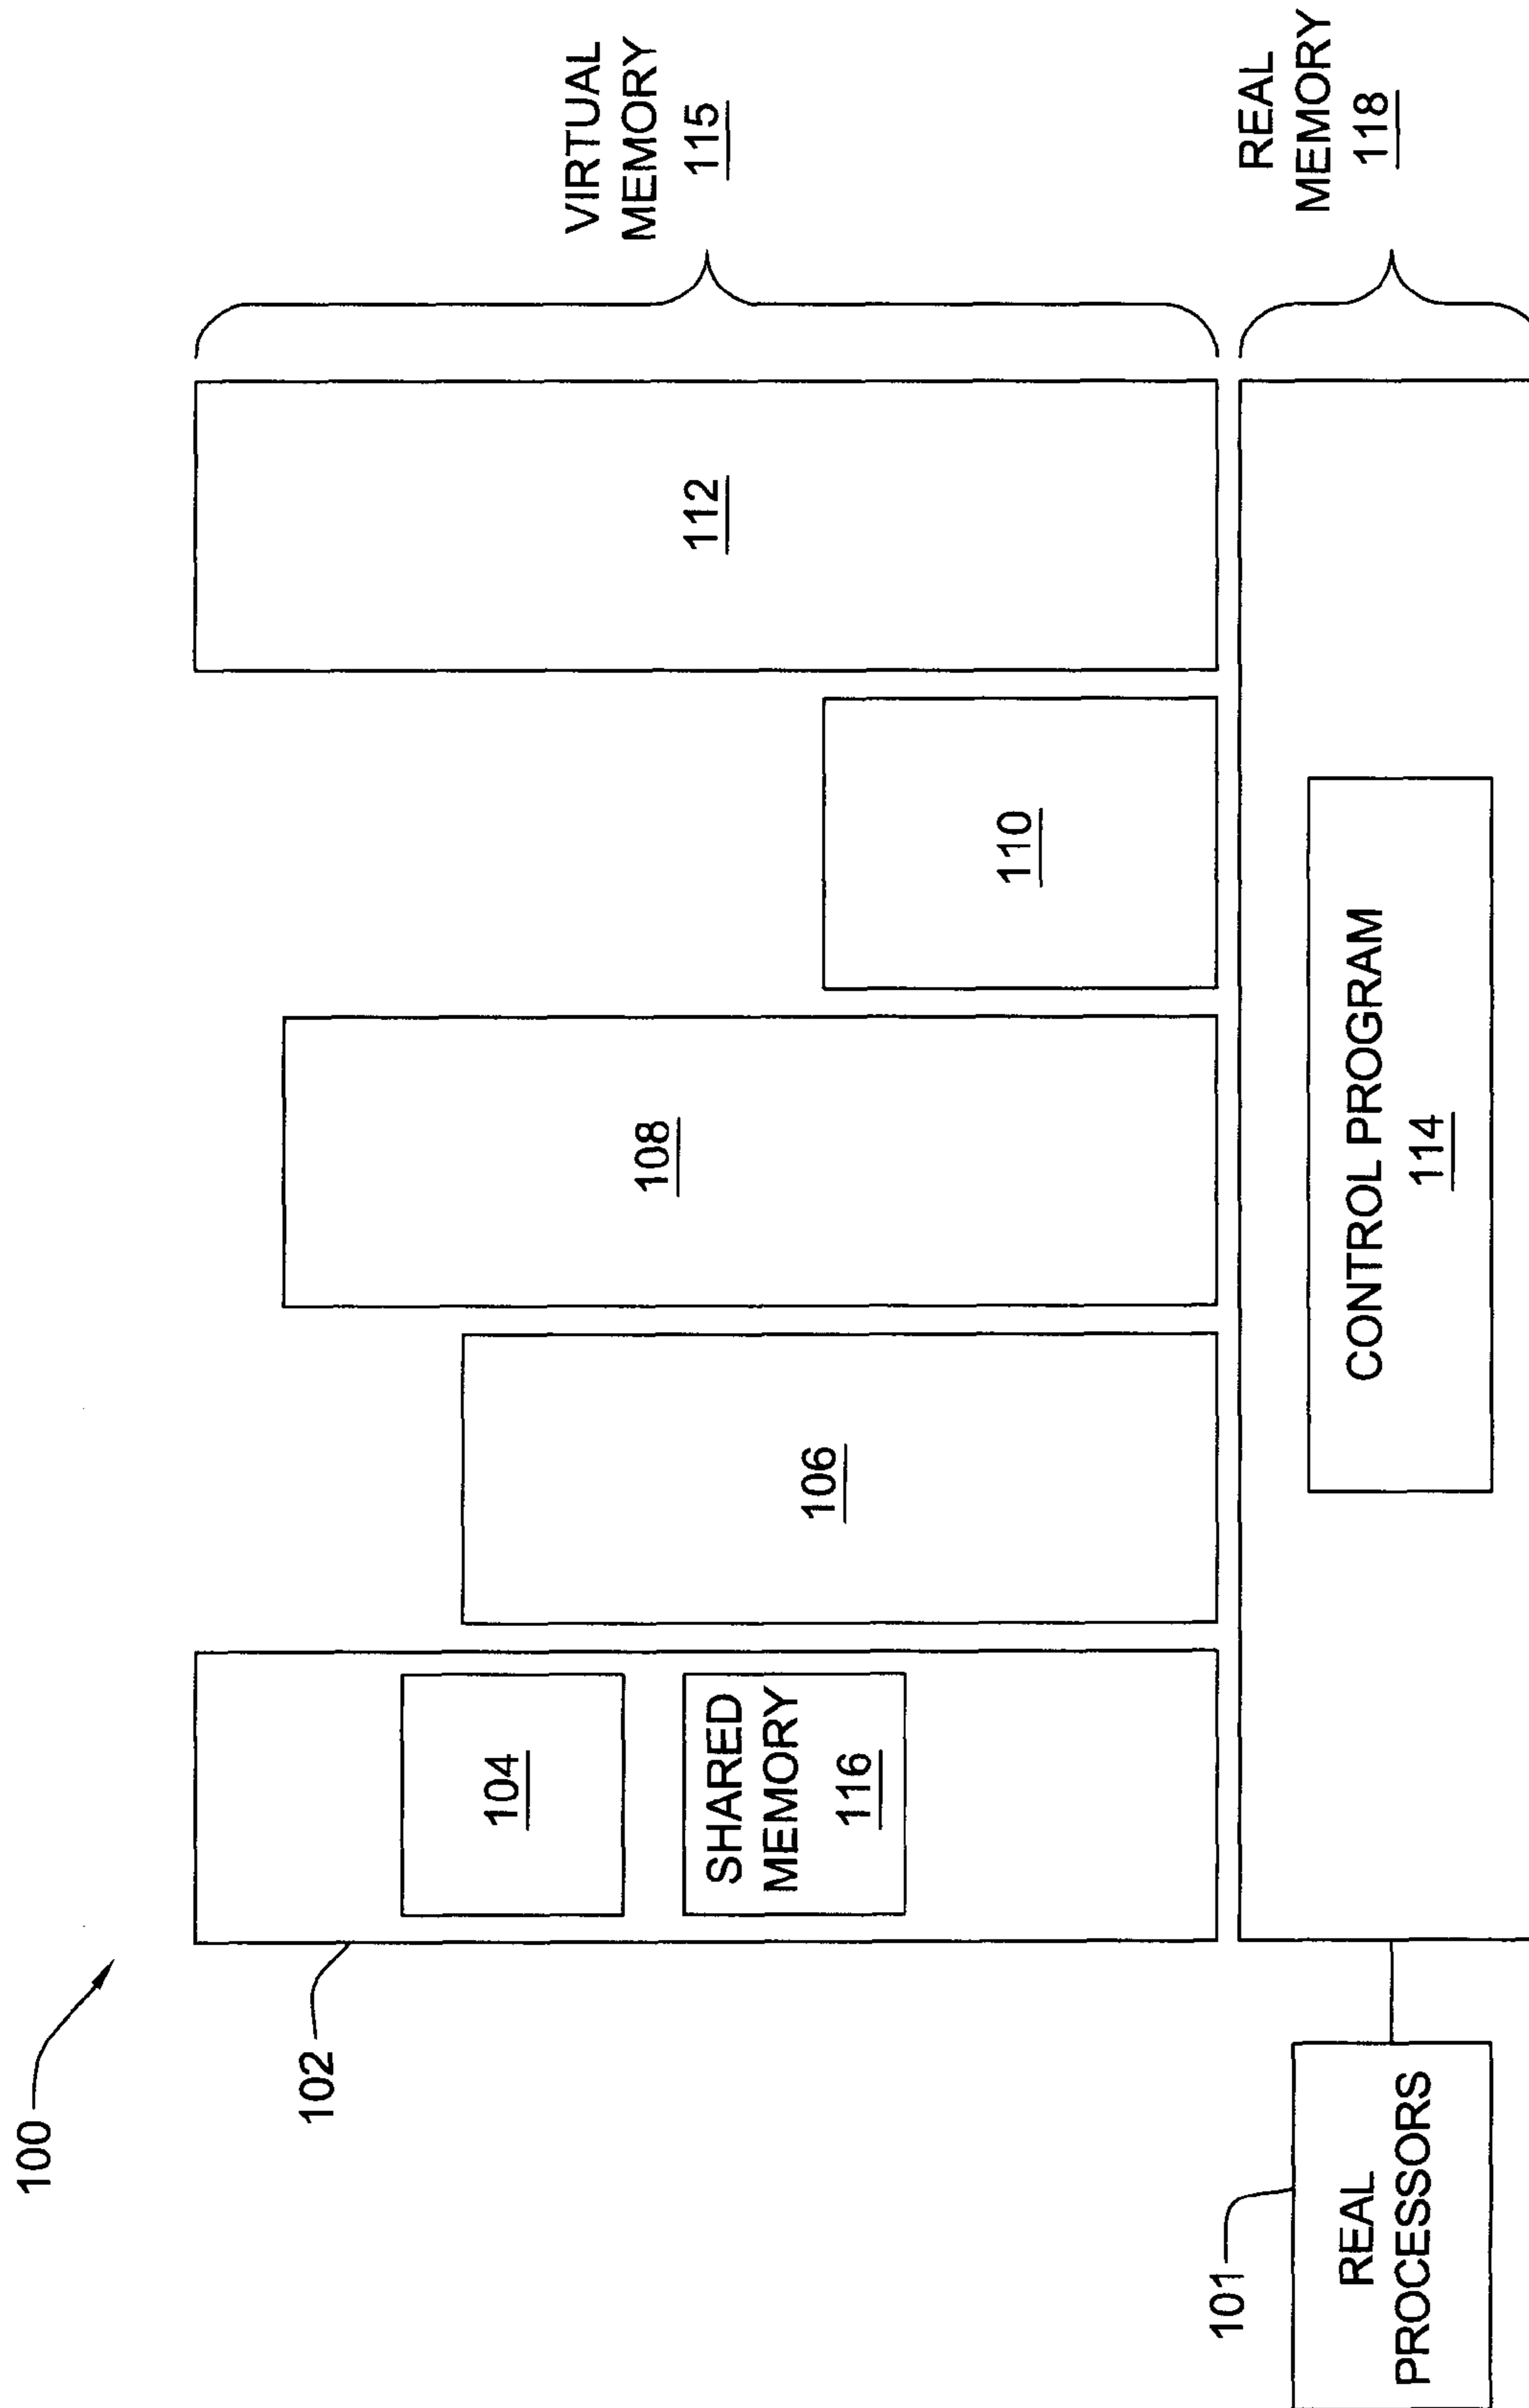 100
102
104
SHARED
MEMORY
116
106
108
110
112
VIRTUAL
MEMORY
115
101
REAL
PROCESSORS
CONTROL PROGRAM
114
REAL
MEMORY
118